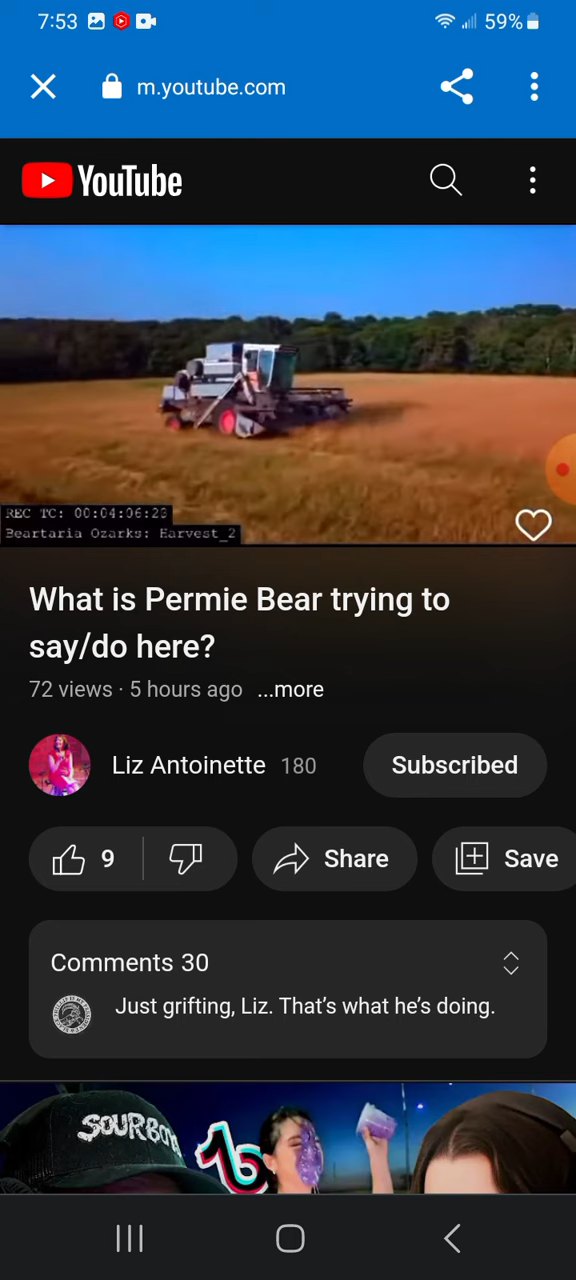 7:53
59%
m.youtube.com
YouTube
REC TC: 00:04:06:23
Beartaria Ozarks: Harvest_2
What is Permie Bear trying to
say/do here?
72 views · 5 hours ago ...more
Liz Antoinette 180
Subscribed
9
Share
Save
Comments 30
Just grifting, Liz. That’s what he’s doing.